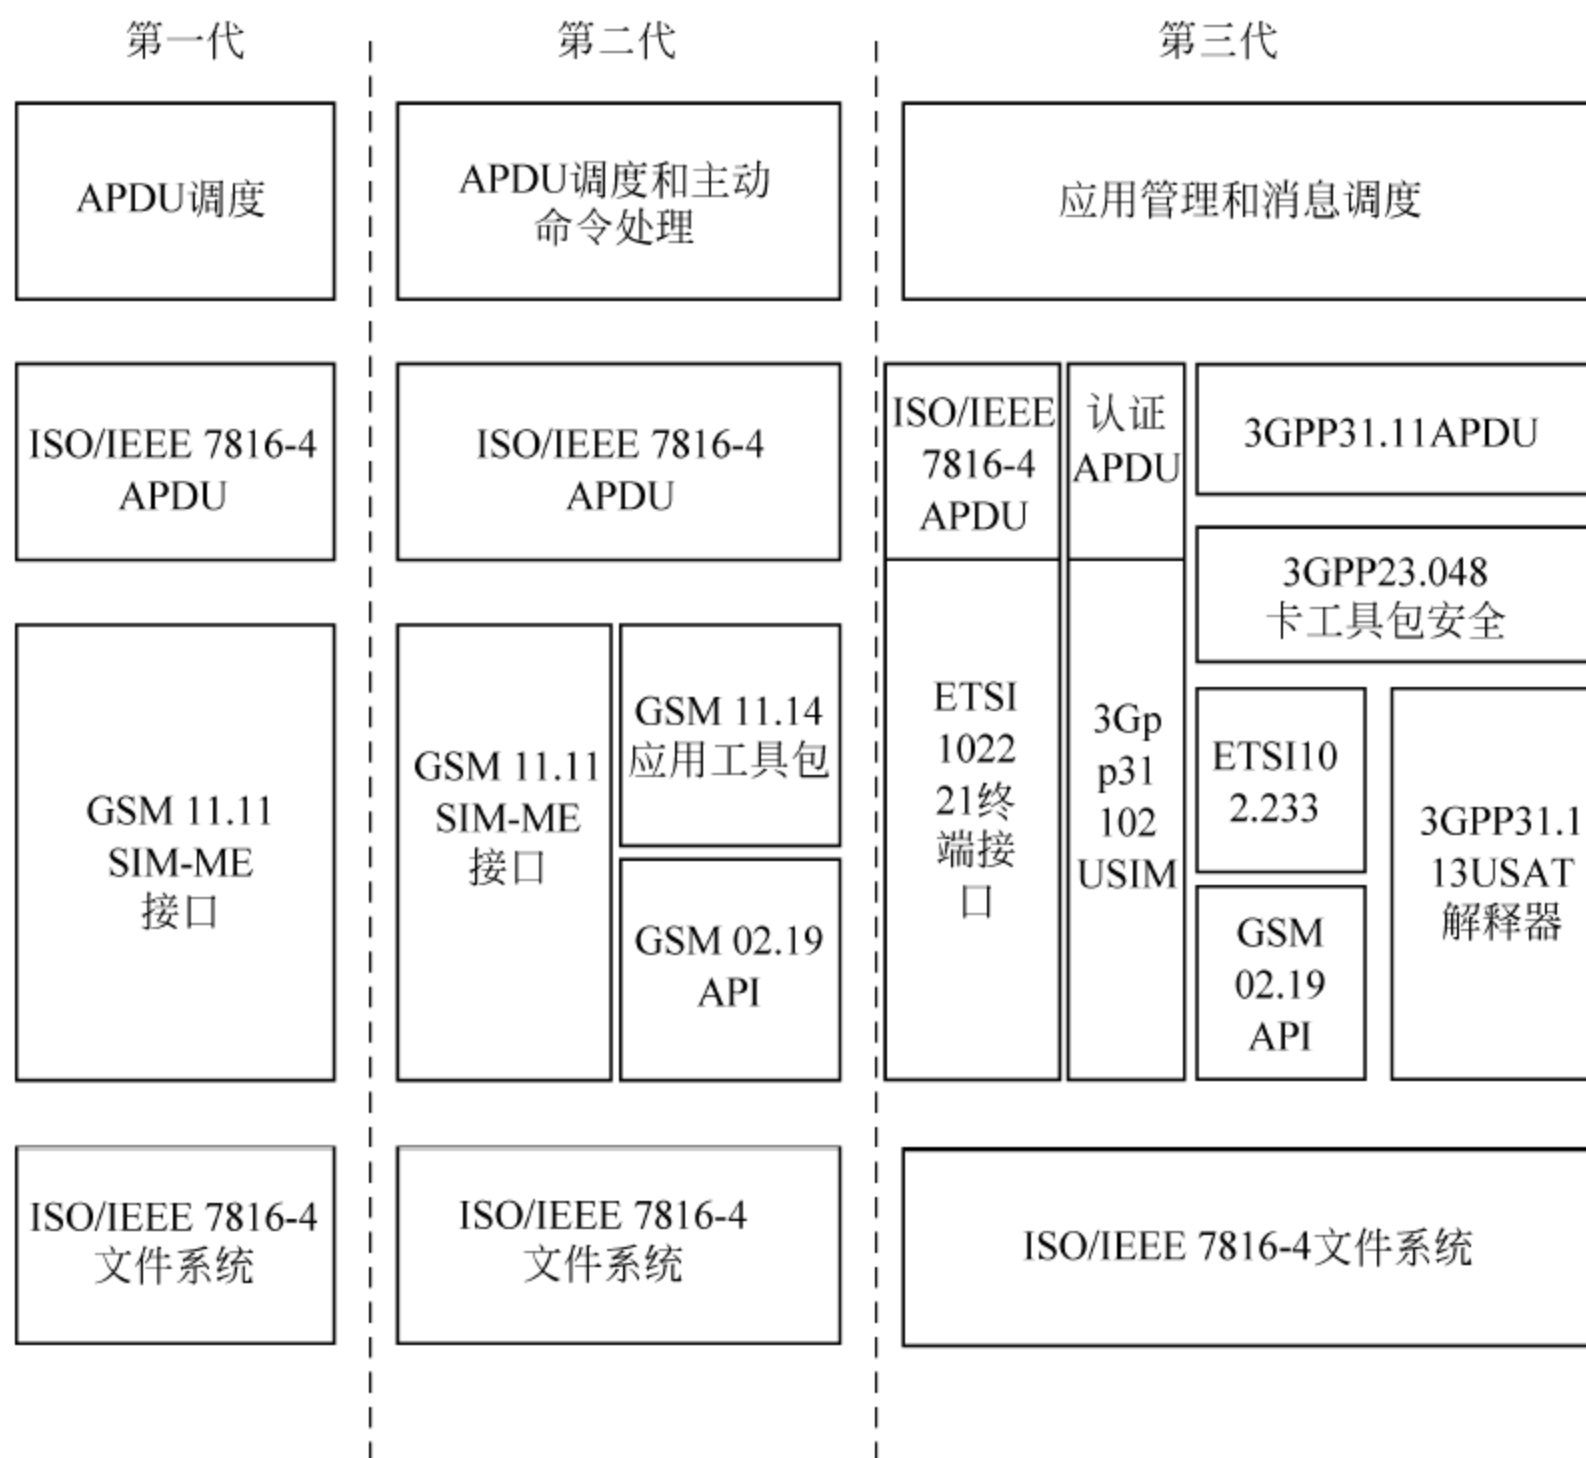 第一代
第二代
第三代
APDU调度
APDU调度和主动
命令处理
应用管理和消息调度
ISO/IEEE 7816-4
APDU
ISO/IEEE 7816-4
APDU
ISO/IEEE
7816-4
APDU
认证
APDU
3GPP31.11APDU
3GPP23.048
卡工具包安全
GSM 11.11
SIM-ME
接口
GSM 11.11
SIM-ME
接口
GSM 11.14
应用工具包
GSM 02.19
API
ETSI
1022
21终
端接
口
3Gp
p31
102
USIM
ETSI10
2.233
GSM
02.19
API
3GPP31.1
13USAT
解释器
ISO/IEEE 7816-4
文件系统
ISO/IEEE 7816-4
文件系统
ISO/IEEE 7816-4文件系统